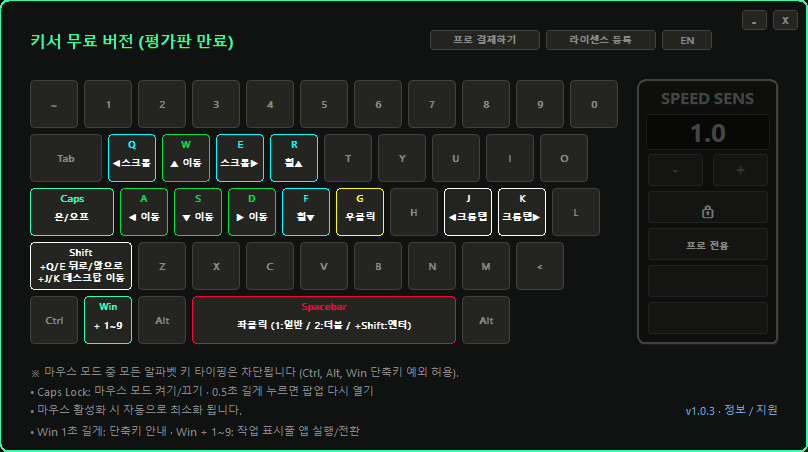 - X
키서 무료 버전 (평가판 만료)
프로 결제하기 라이센스 등록 EN
~ 1 2 3 4 5 6 7 8 9 0
SPEED SENS
1.0
- +
프로 전용
Tab
Q
◀스크롤
W
▲ 이동
E
스크롤▶
R
휠▲
T Y U I O
Caps
온/오프
A
◀ 이동
S
▼ 이동
D
▶ 이동
F
휠▼
G
우클릭
H
J
◀크롬탭
K
크롬탭▶
L
Shift
+Q/E 뒤로/앞으로
+J/K 데스크탑 이동
Z X C V B N M <
Ctrl
Win
+ 1~9
Alt
Spacebar
좌클릭 (1:일반 / 2:더블 / +Shift:엔터)
Alt
※ 마우스 모드 중 모든 알파벳 키 타이핑은 차단됩니다 (Ctrl, Alt, Win 단축키 예외 허용).
• Caps Lock: 마우스 모드 켜기/끄기 · 0.5초 길게 누르면 팝업 다시 열기
• 마우스 활성화 시 자동으로 최소화 됩니다.
• Win 1초 길게: 단축키 안내 · Win + 1~9: 작업 표시줄 앱 실행/전환
v1.0.3 · 정보 / 지원